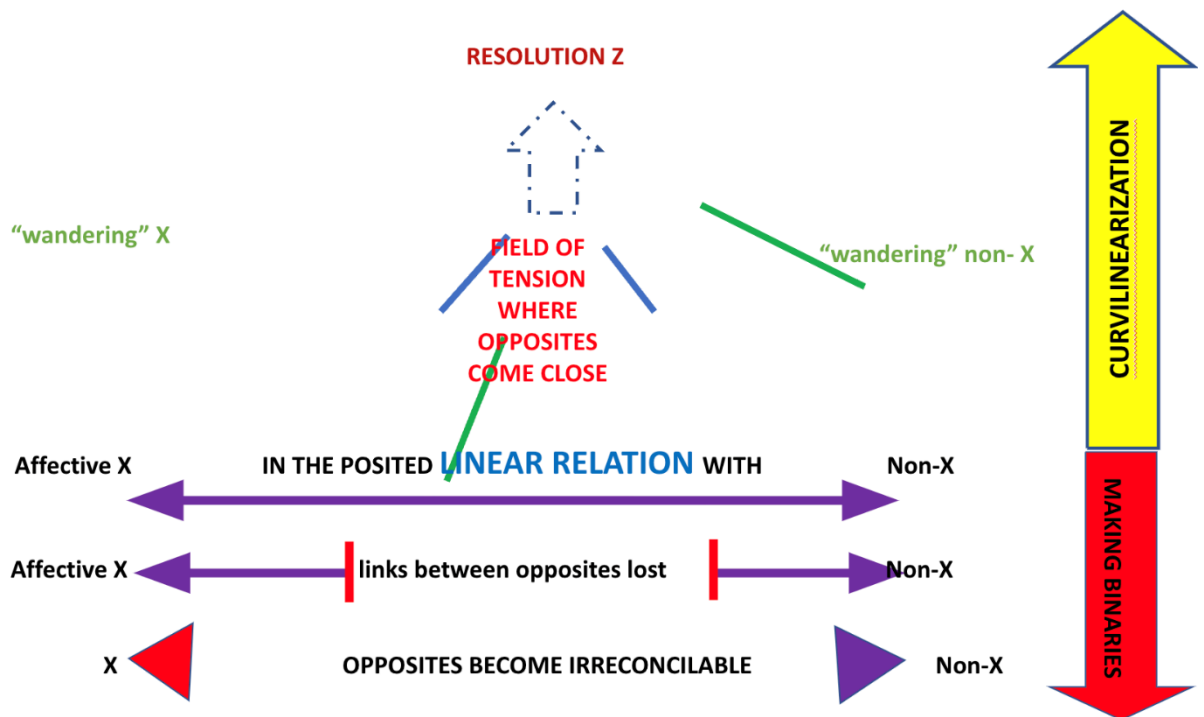 RESOLUTION Z
“wandering” X
FIELD OF
TENSION
WHERE
OPPOSITES
COME CLOSE
“wandering” non- X
CURVILINEARIZATION
Affective X IN THE POSITED LINEAR RELATION WITH Non-X
Affective X links between opposites lost Non-X
X OPPOSITES BECOME IRRECONCILABLE Non-X
MAKING BINARIES